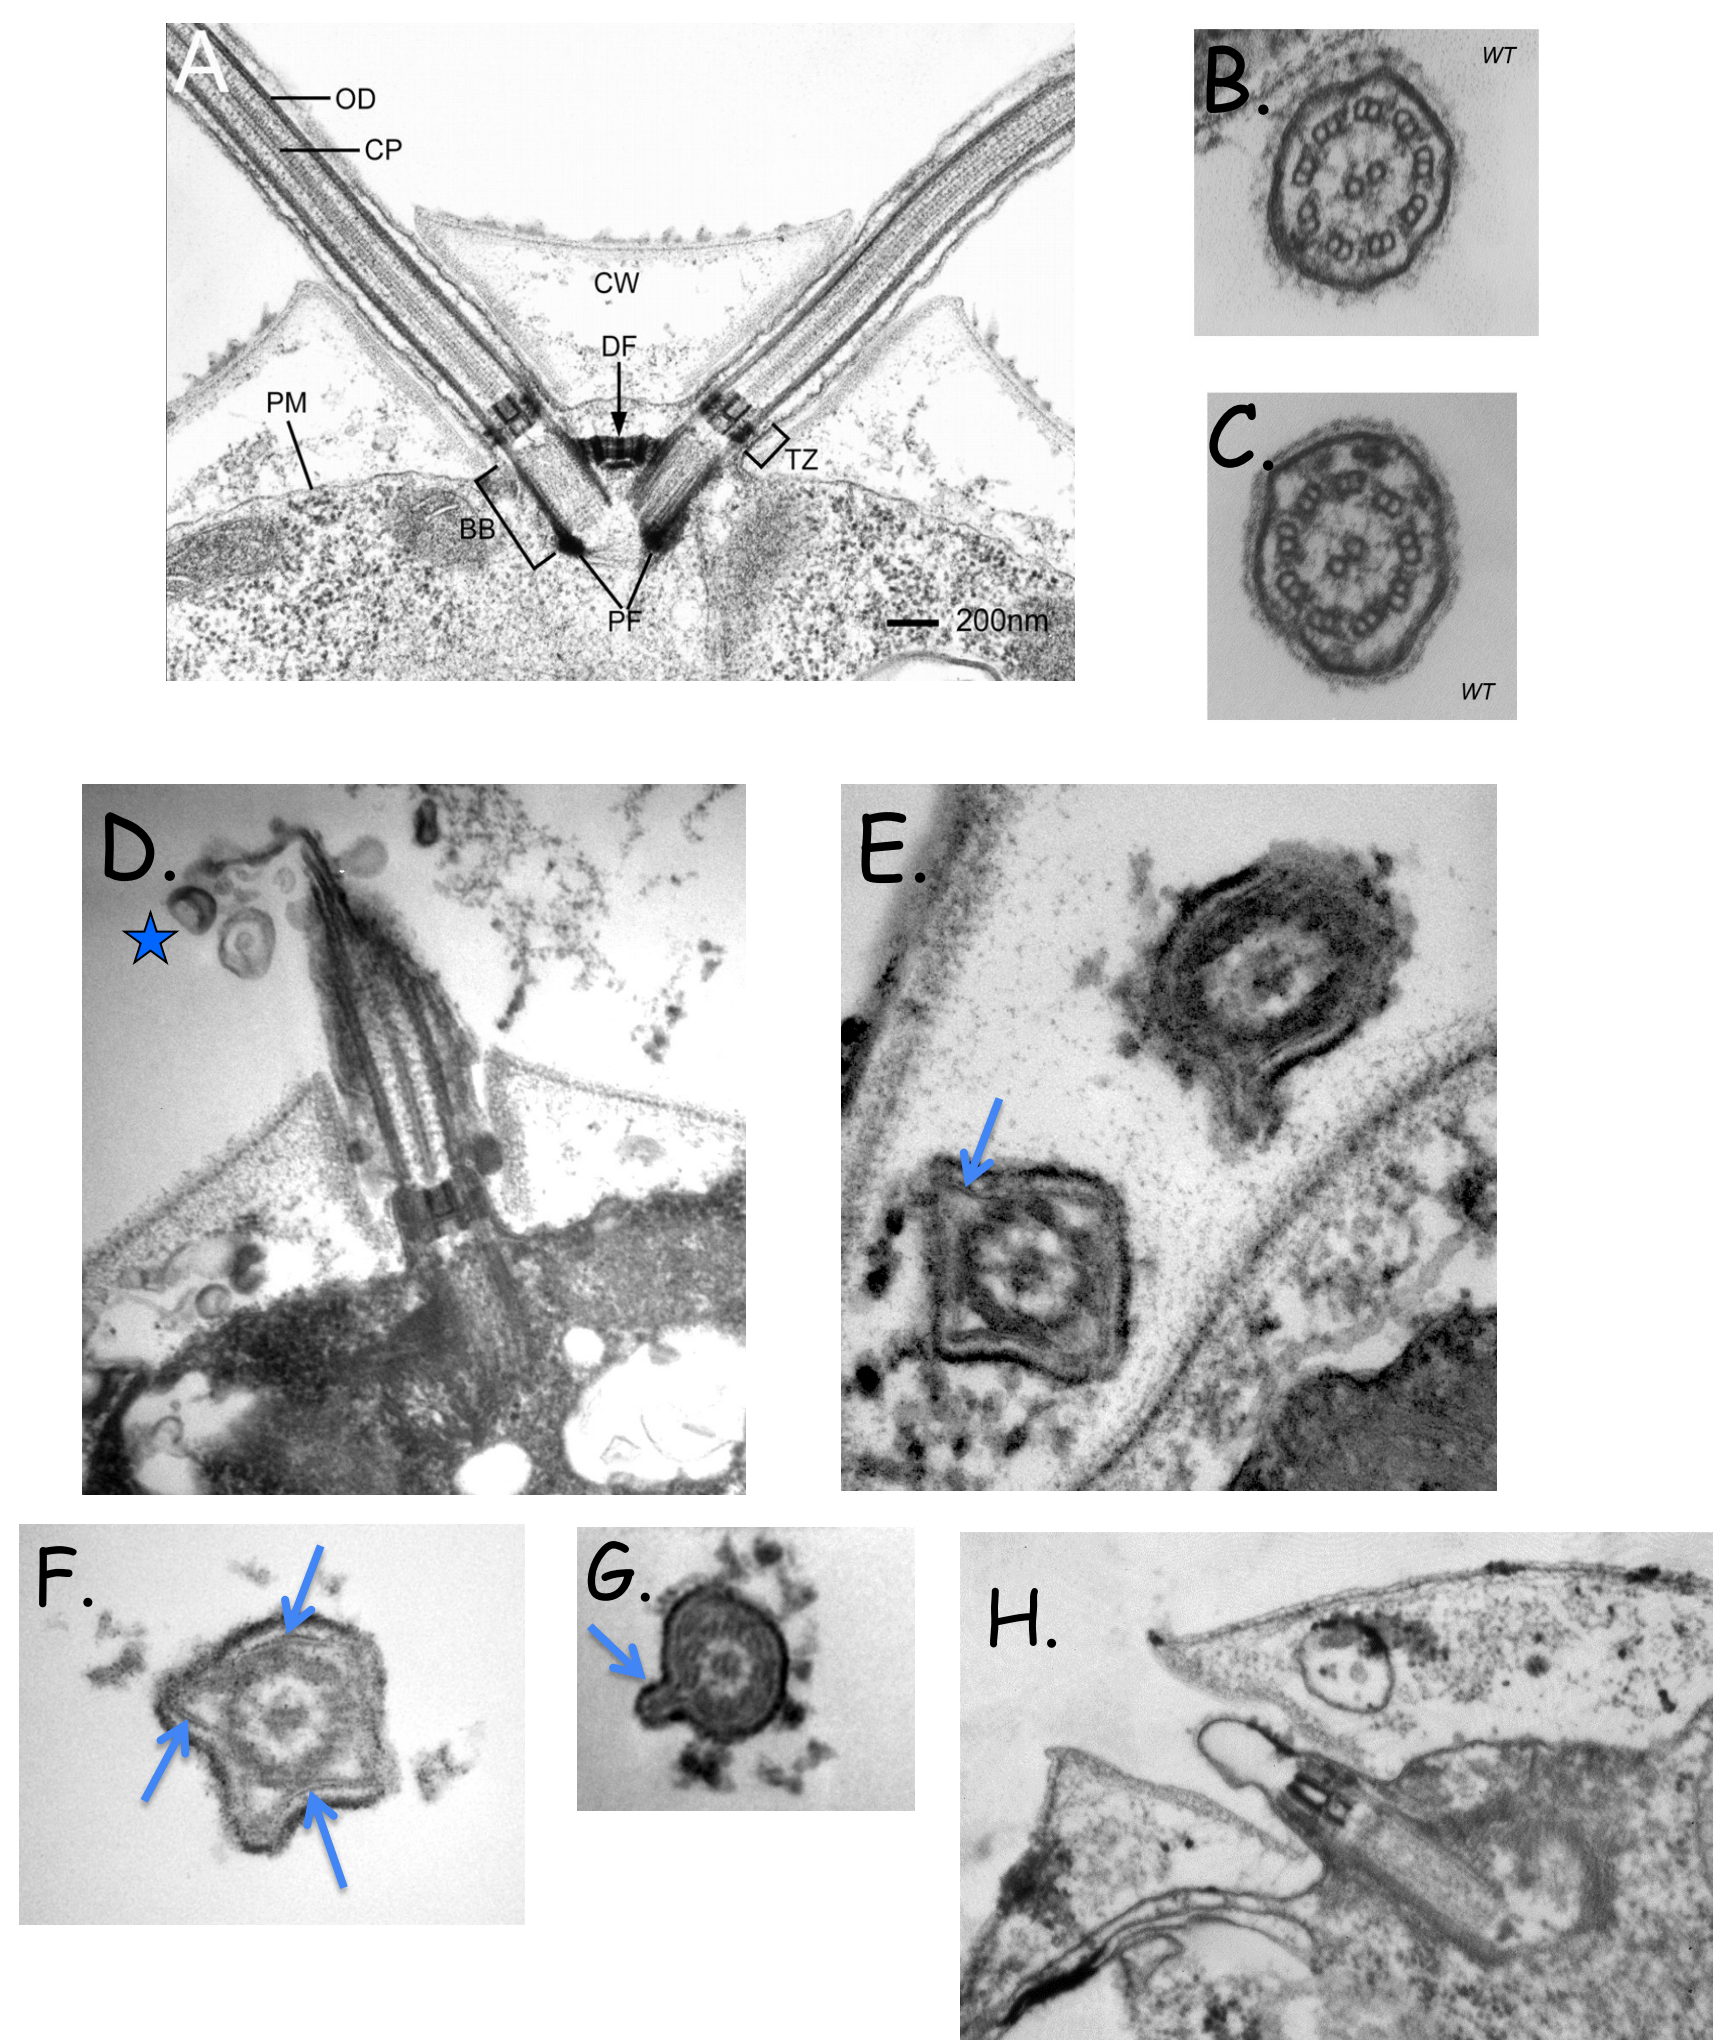 A
OD
CP
CW
DF
PM
TZ
BB
PF
200nm
B.
WT
C.
WT
D.
E.
F.
G.
H.